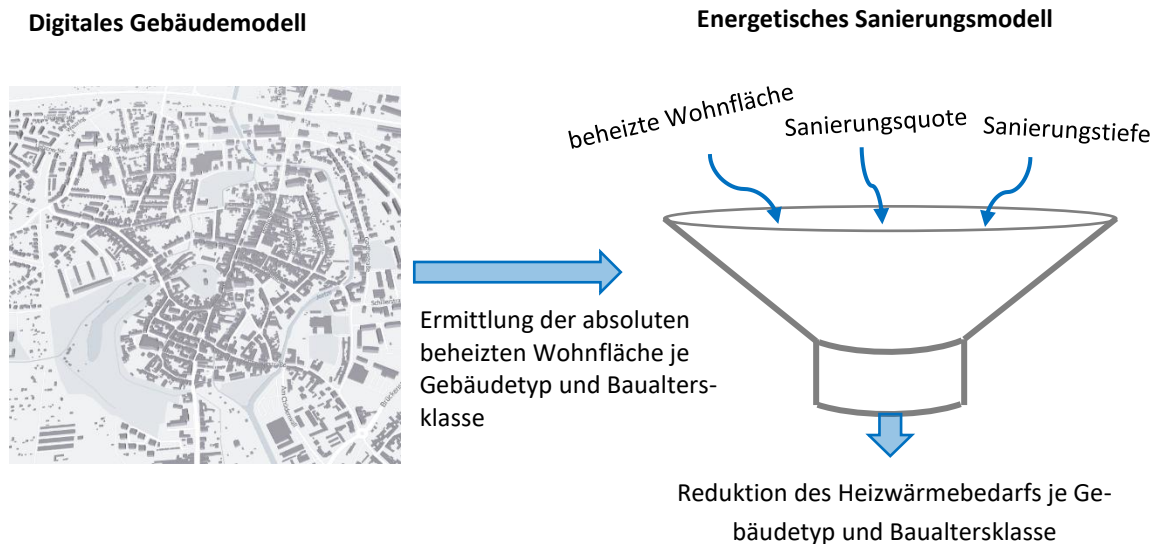 Digitales Gebäudemodell
Energetisches Sanierungsmodell
beheizte Wohnfläche
Sanierungsquote
Sanierungstiefe
Ermittlung der absoluten
beheizten Wohnfläche je
Gebäudetyp und Baualters-
klasse
Reduktion des Heizwärmebedarfs je Ge-
bäudetyp und Baualtersklasse